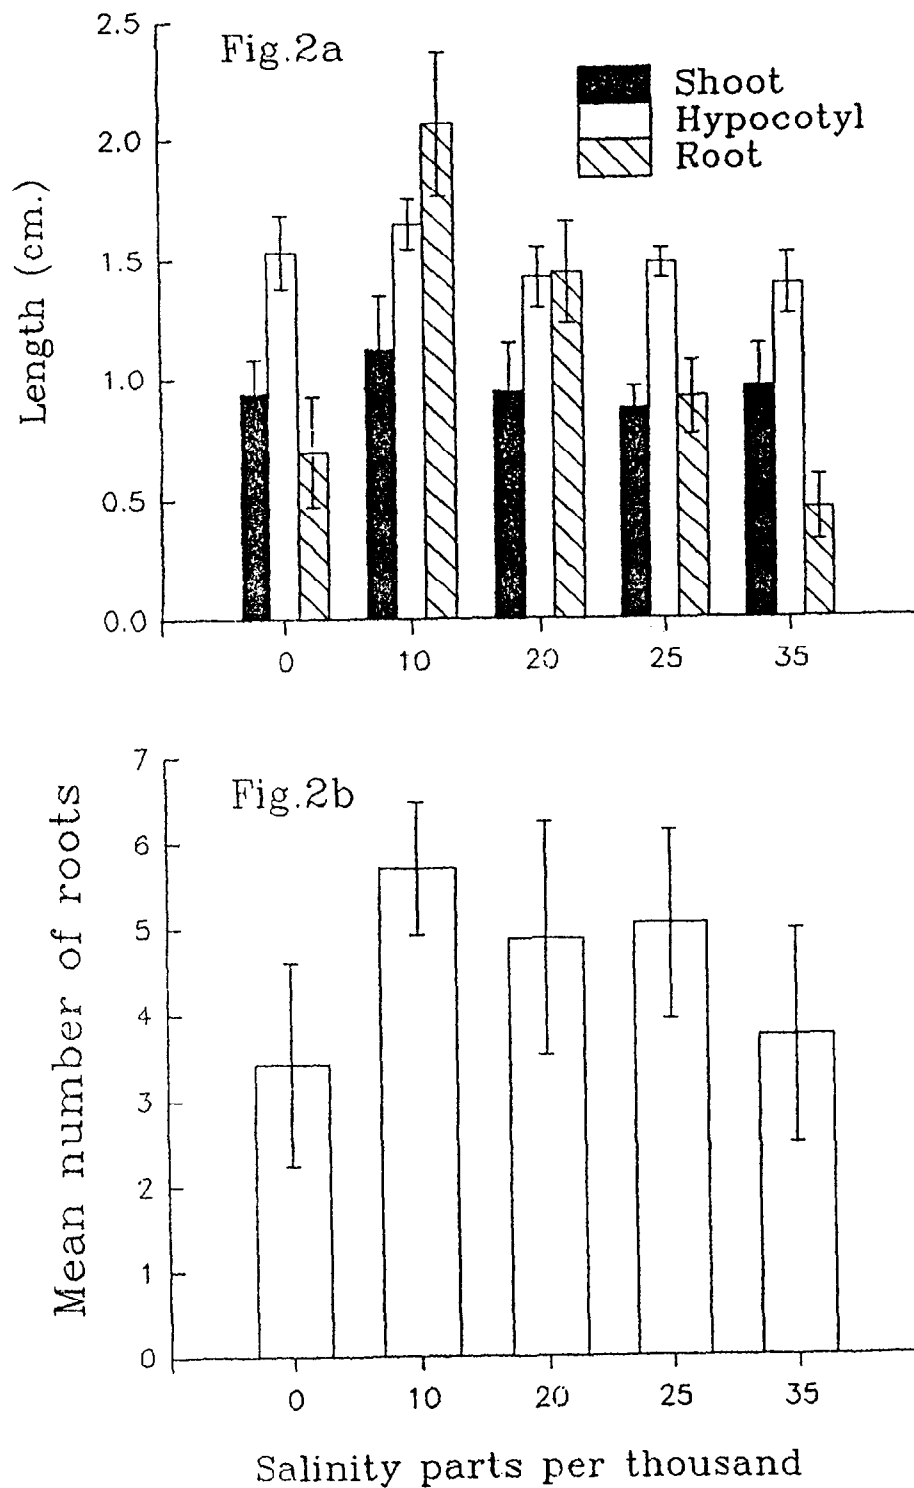 Fig.2a
Shoot
Hypocotyl
Root
Length (cm.)
2.5
2.0
1.5
1.0
0.5
0.0
0 10 20 25 35
Fig.2b
Mean number of roots
7
6
5
4
3
2
1
0
0 10 20 25 35
Salinity parts per thousand